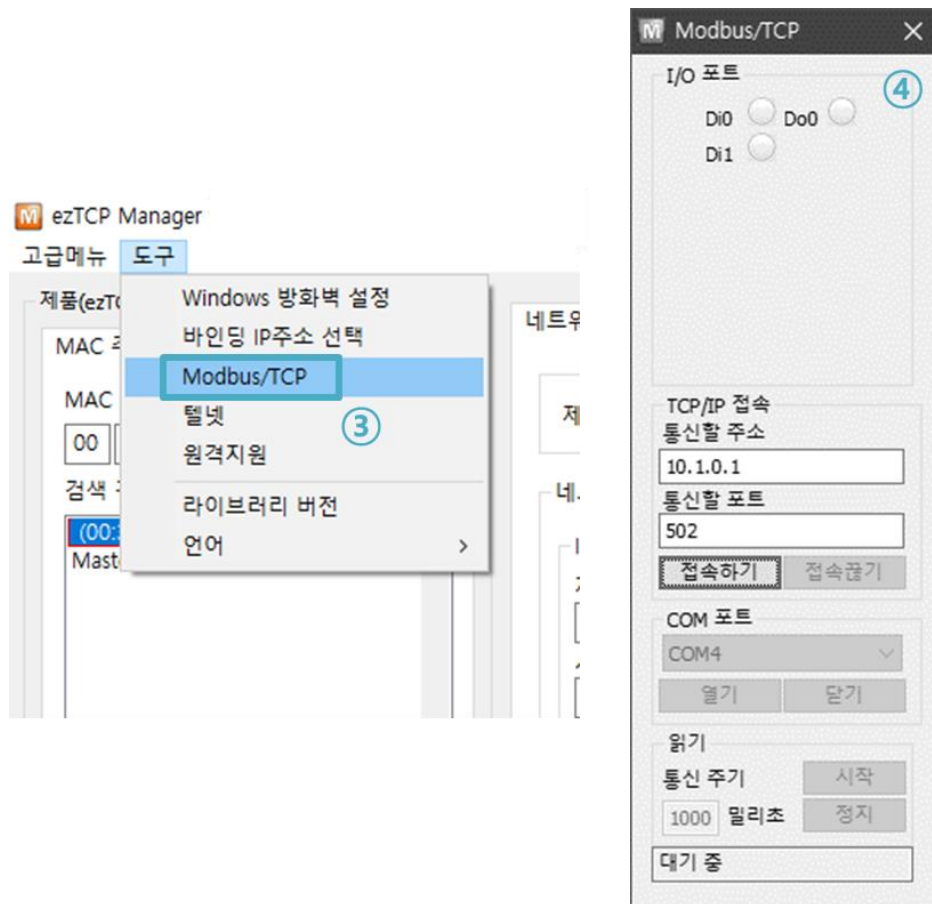 ezTCP Manager
고급메뉴 도구
제품(ezT
MAC
MAC
00
검색
(00:
Mast
Windows 방화벽 설정
바인딩 IP주소 선택
Modbus/TCP
텔넷
③
원격지원
라이브러리 버전
언어 >
네트워
제
네
Modbus/TCP
I/O 포트
④
Di0 Do0
Di1
TCP/IP 접속
통신할 주소
10.1.0.1
통신할 포트
502
접속하기 접속끊기
COM 포트
COM4
열기 닫기
읽기
통신 주기 시작
1000 밀리초 정지
대기 중